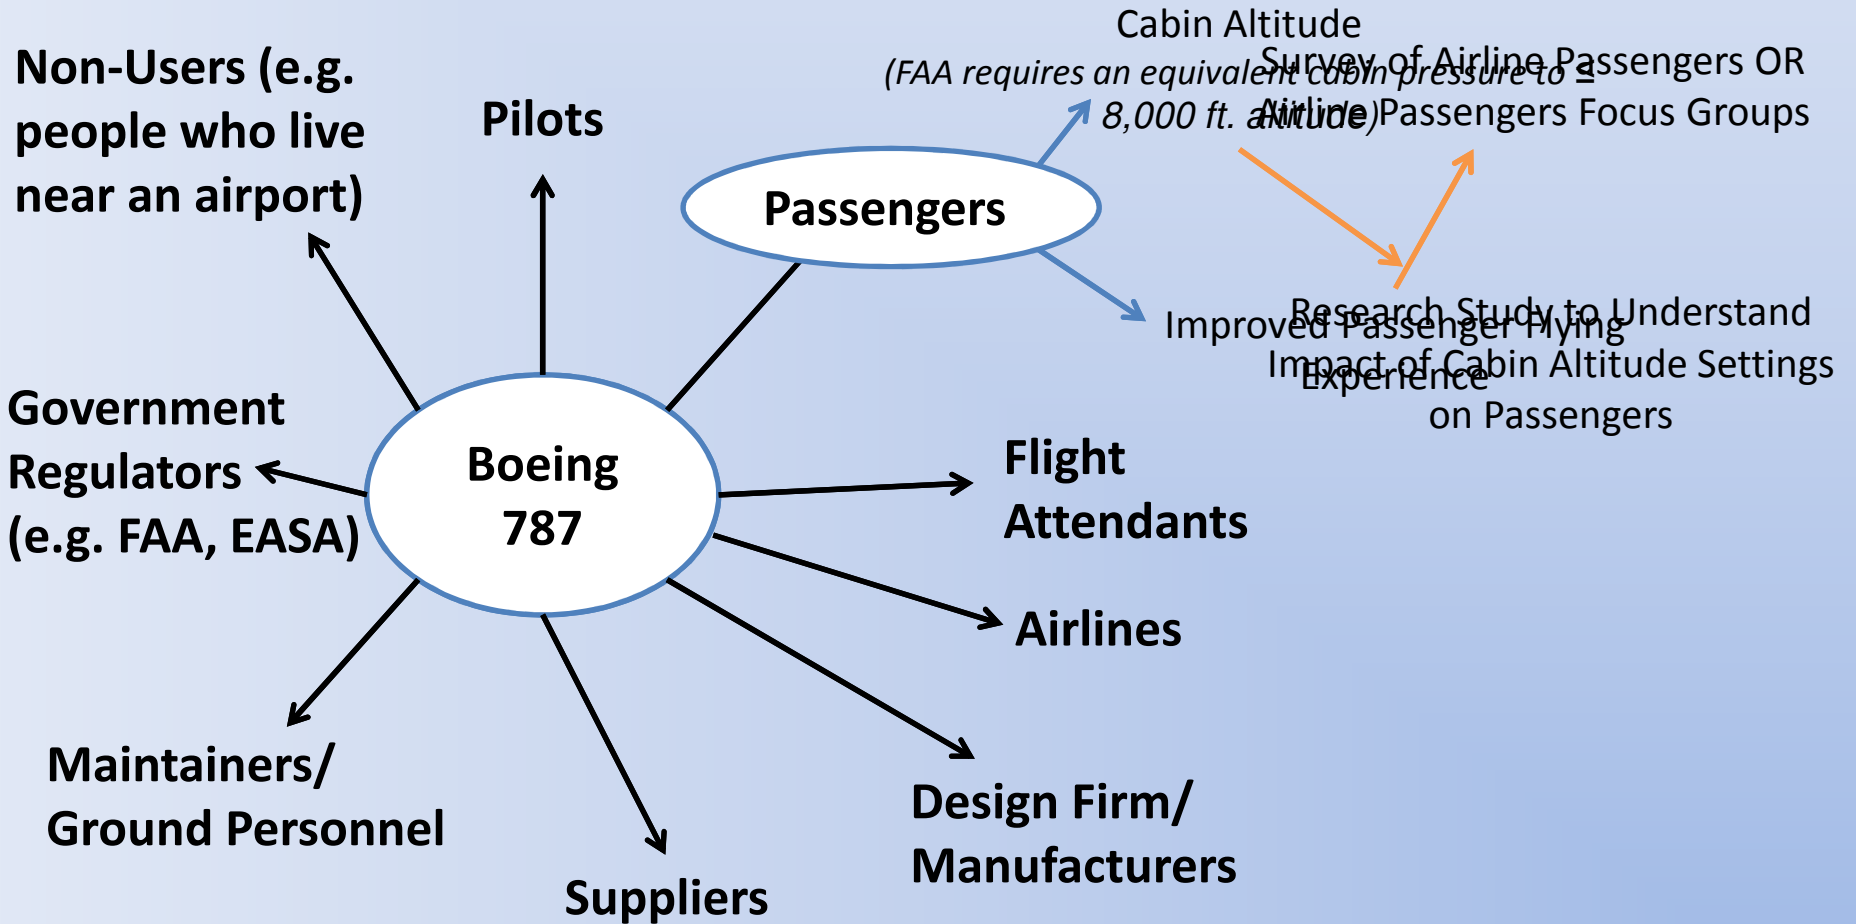 Non-Users (e.g.
people who live
near an airport)
Pilots
Cabin Altitude
(FAA requires an equivalent cabin pressure to ≤
8,000 ft. altitude)
Survey of Airline Passengers OR
Airline Passengers Focus Groups
Passengers
Improved Passenger Flying
Experience
Research Study to Understand
Impact of Cabin Altitude Settings
on Passengers
Government
Regulators
(e.g. FAA, EASA)
Boeing
787
Flight
Attendants
Airlines
Maintainers/
Ground Personnel
Suppliers
Design Firm/
Manufacturers